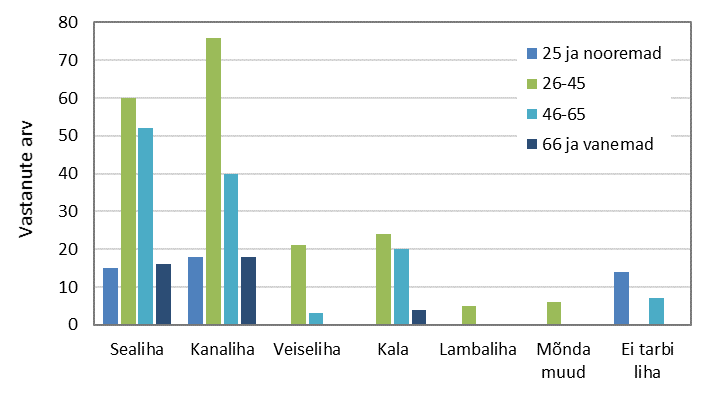 80
70
60
50
40
30
20
10
0
Vastanute arv
25 ja nooremad
26-45
46-65
66 ja vanemad
Sealiha
Kanaliha
Veiseliha
Kala
Lambaliha
Mõnda
muud
Ei tarbi
liha